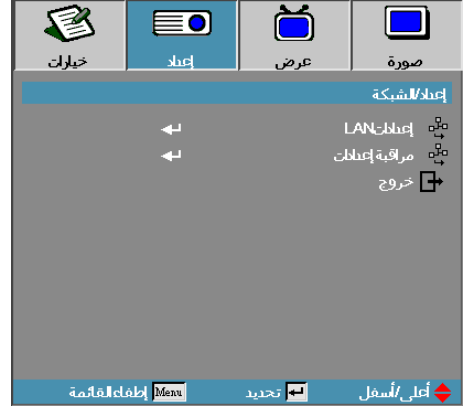 صورة عرض إعداد خيارات
إعداد/الشبكة
إعداداتLAN
مراقبة إعدادات
خروج
أعلى/أسفل تحديد Menu إطفاء القائمة